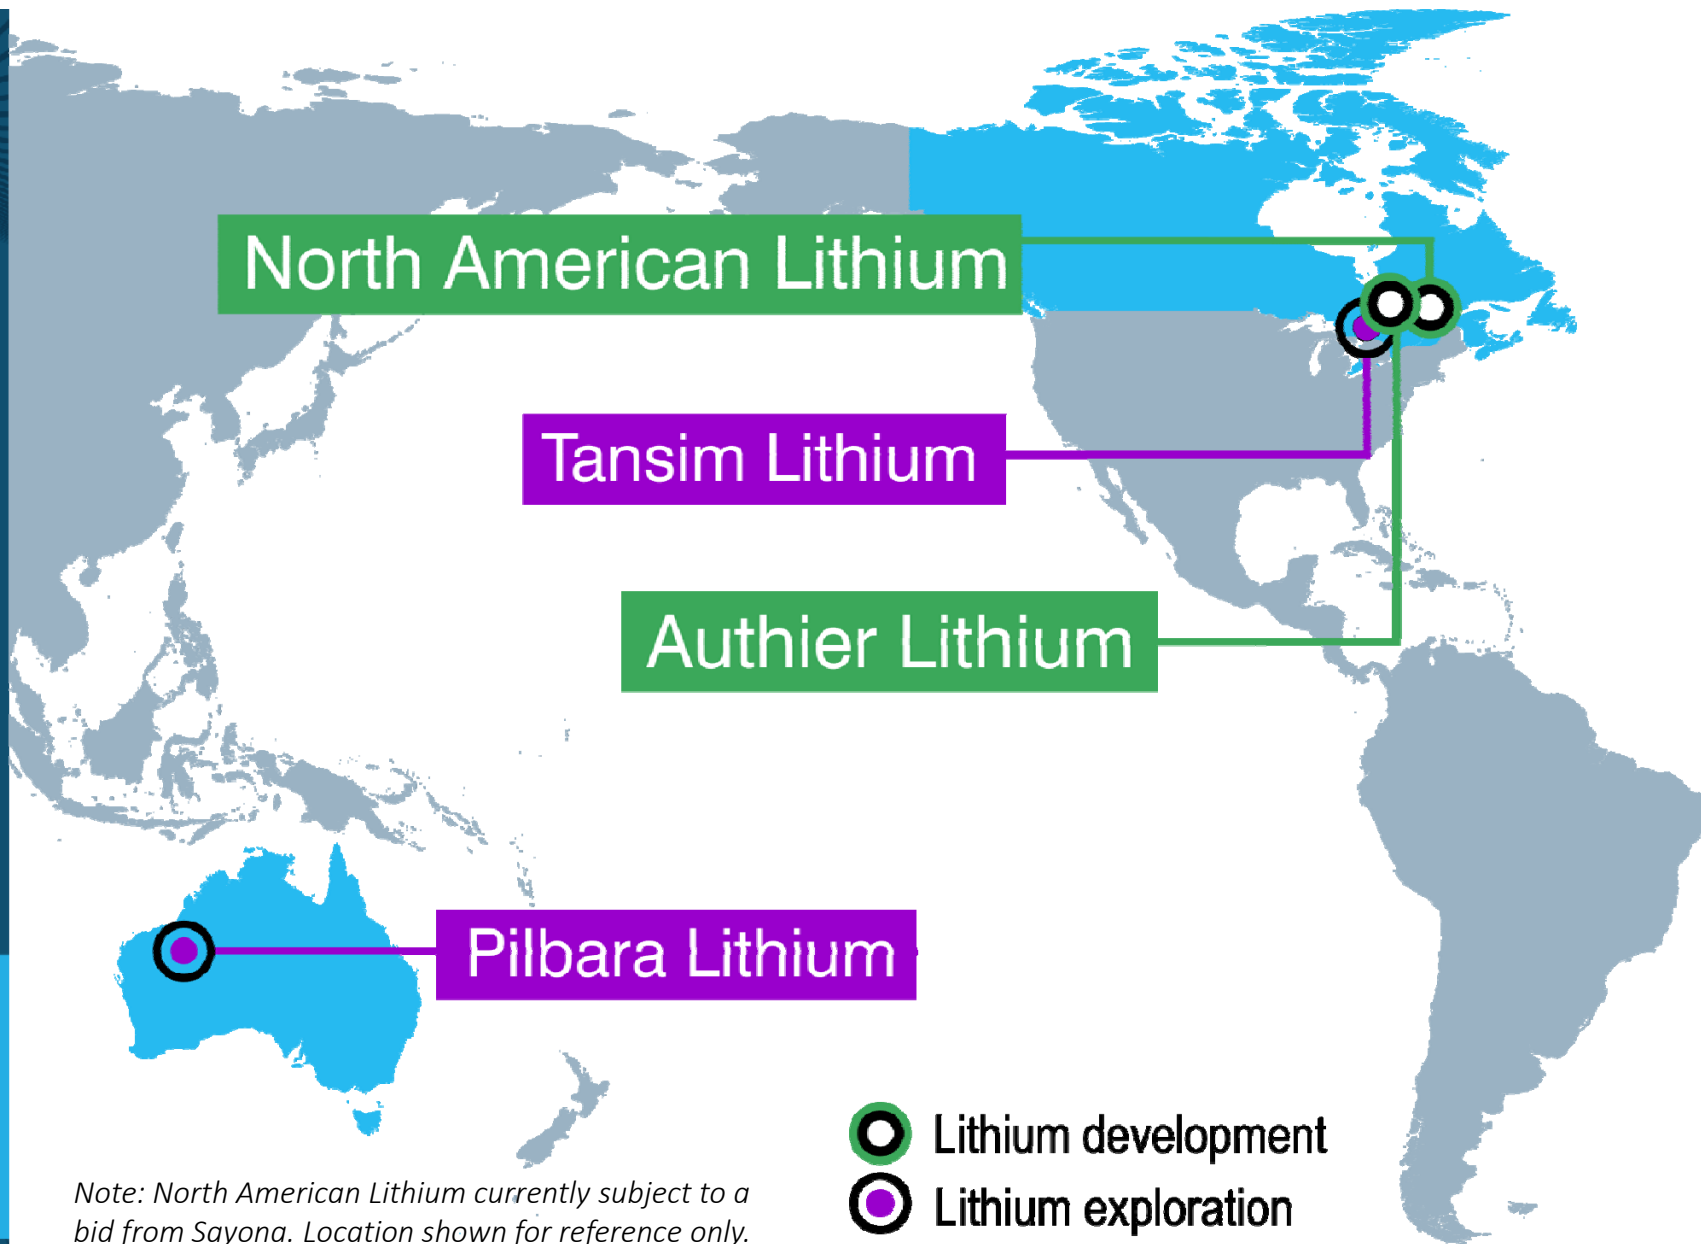 North American Lithium
Tansim Lithium
Authier Lithium
Pilbara Lithium
Lithium development
Lithium exploration
Note: North American Lithium currently subject to a
bid from Sayona. Location shown for reference only.